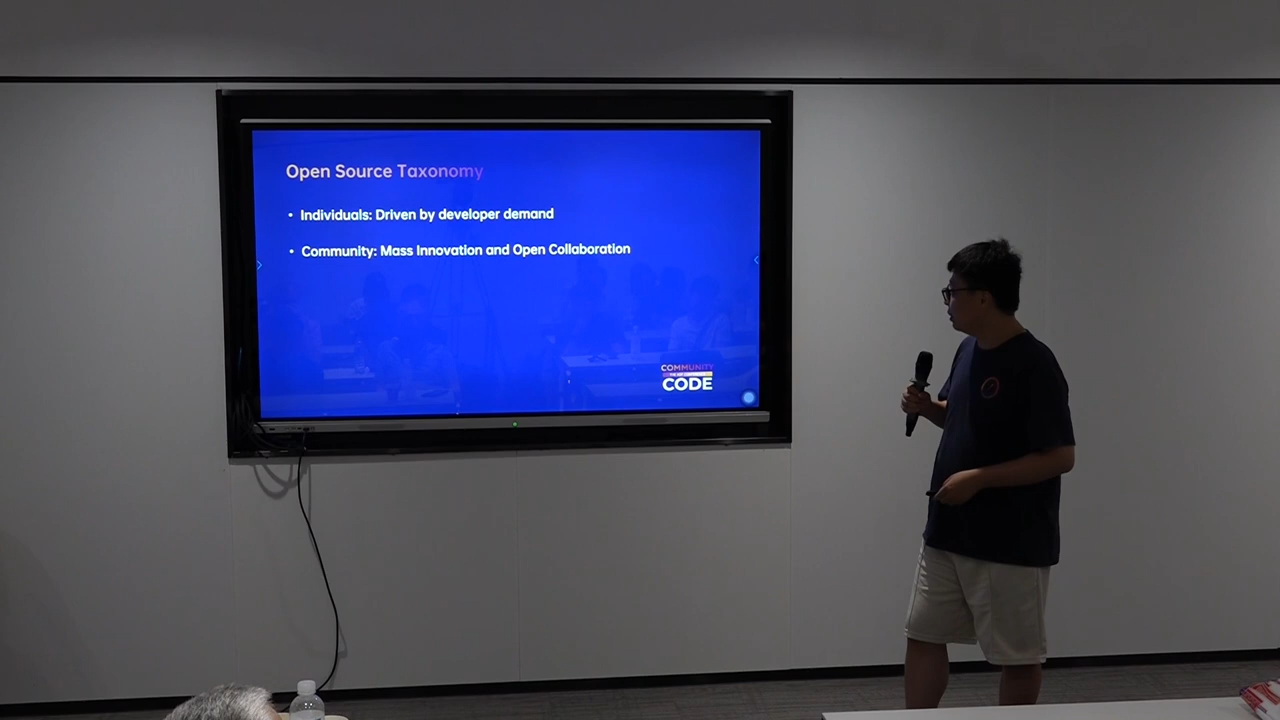 Open Source Taxonomy
• Individuals: Driven by developer demand
• Community: Mass Innovation and Open Collaboration
COMMUNITY
CODE